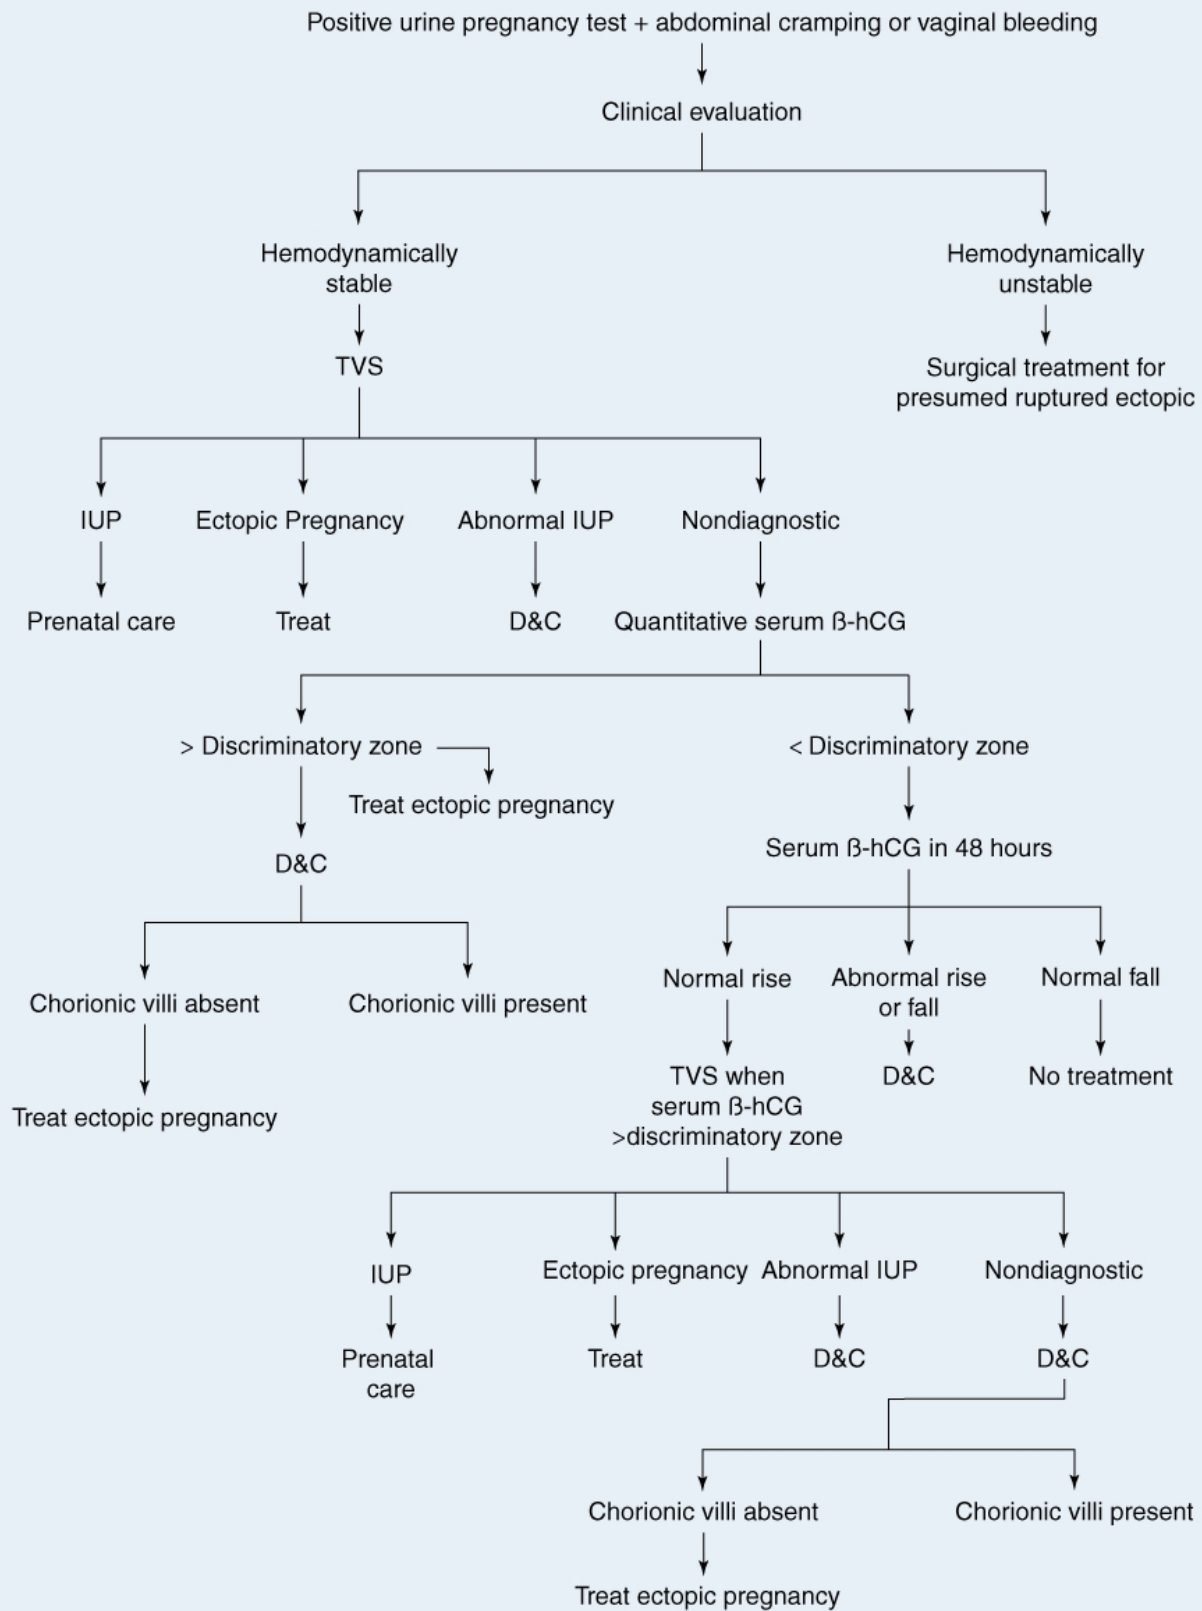 Positive urine pregnancy test + abdominal cramping or vaginal bleeding
Clinical evaluation
Hemodynamically
stable
Hemodynamically
unstable
TVS
Surgical treatment for
presumed ruptured ectopic
IUP
Ectopic Pregnancy
Abnormal IUP
Nondiagnostic
Prenatal care
Treat
D&C
Quantitative serum ß-hCG
> Discriminatory zone
< Discriminatory zone
Treat ectopic pregnancy
D&C
Serum ß-hCG in 48 hours
Chorionic villi absent
Chorionic villi present
Normal rise
Abnormal rise
or fall
Normal fall
Treat ectopic pregnancy
TVS when
serum ß-hCG
>discriminatory zone
D&C
No treatment
IUP
Ectopic pregnancy
Abnormal IUP
Nondiagnostic
Prenatal
care
Treat
D&C
D&C
Chorionic villi absent
Chorionic villi present
Treat ectopic pregnancy